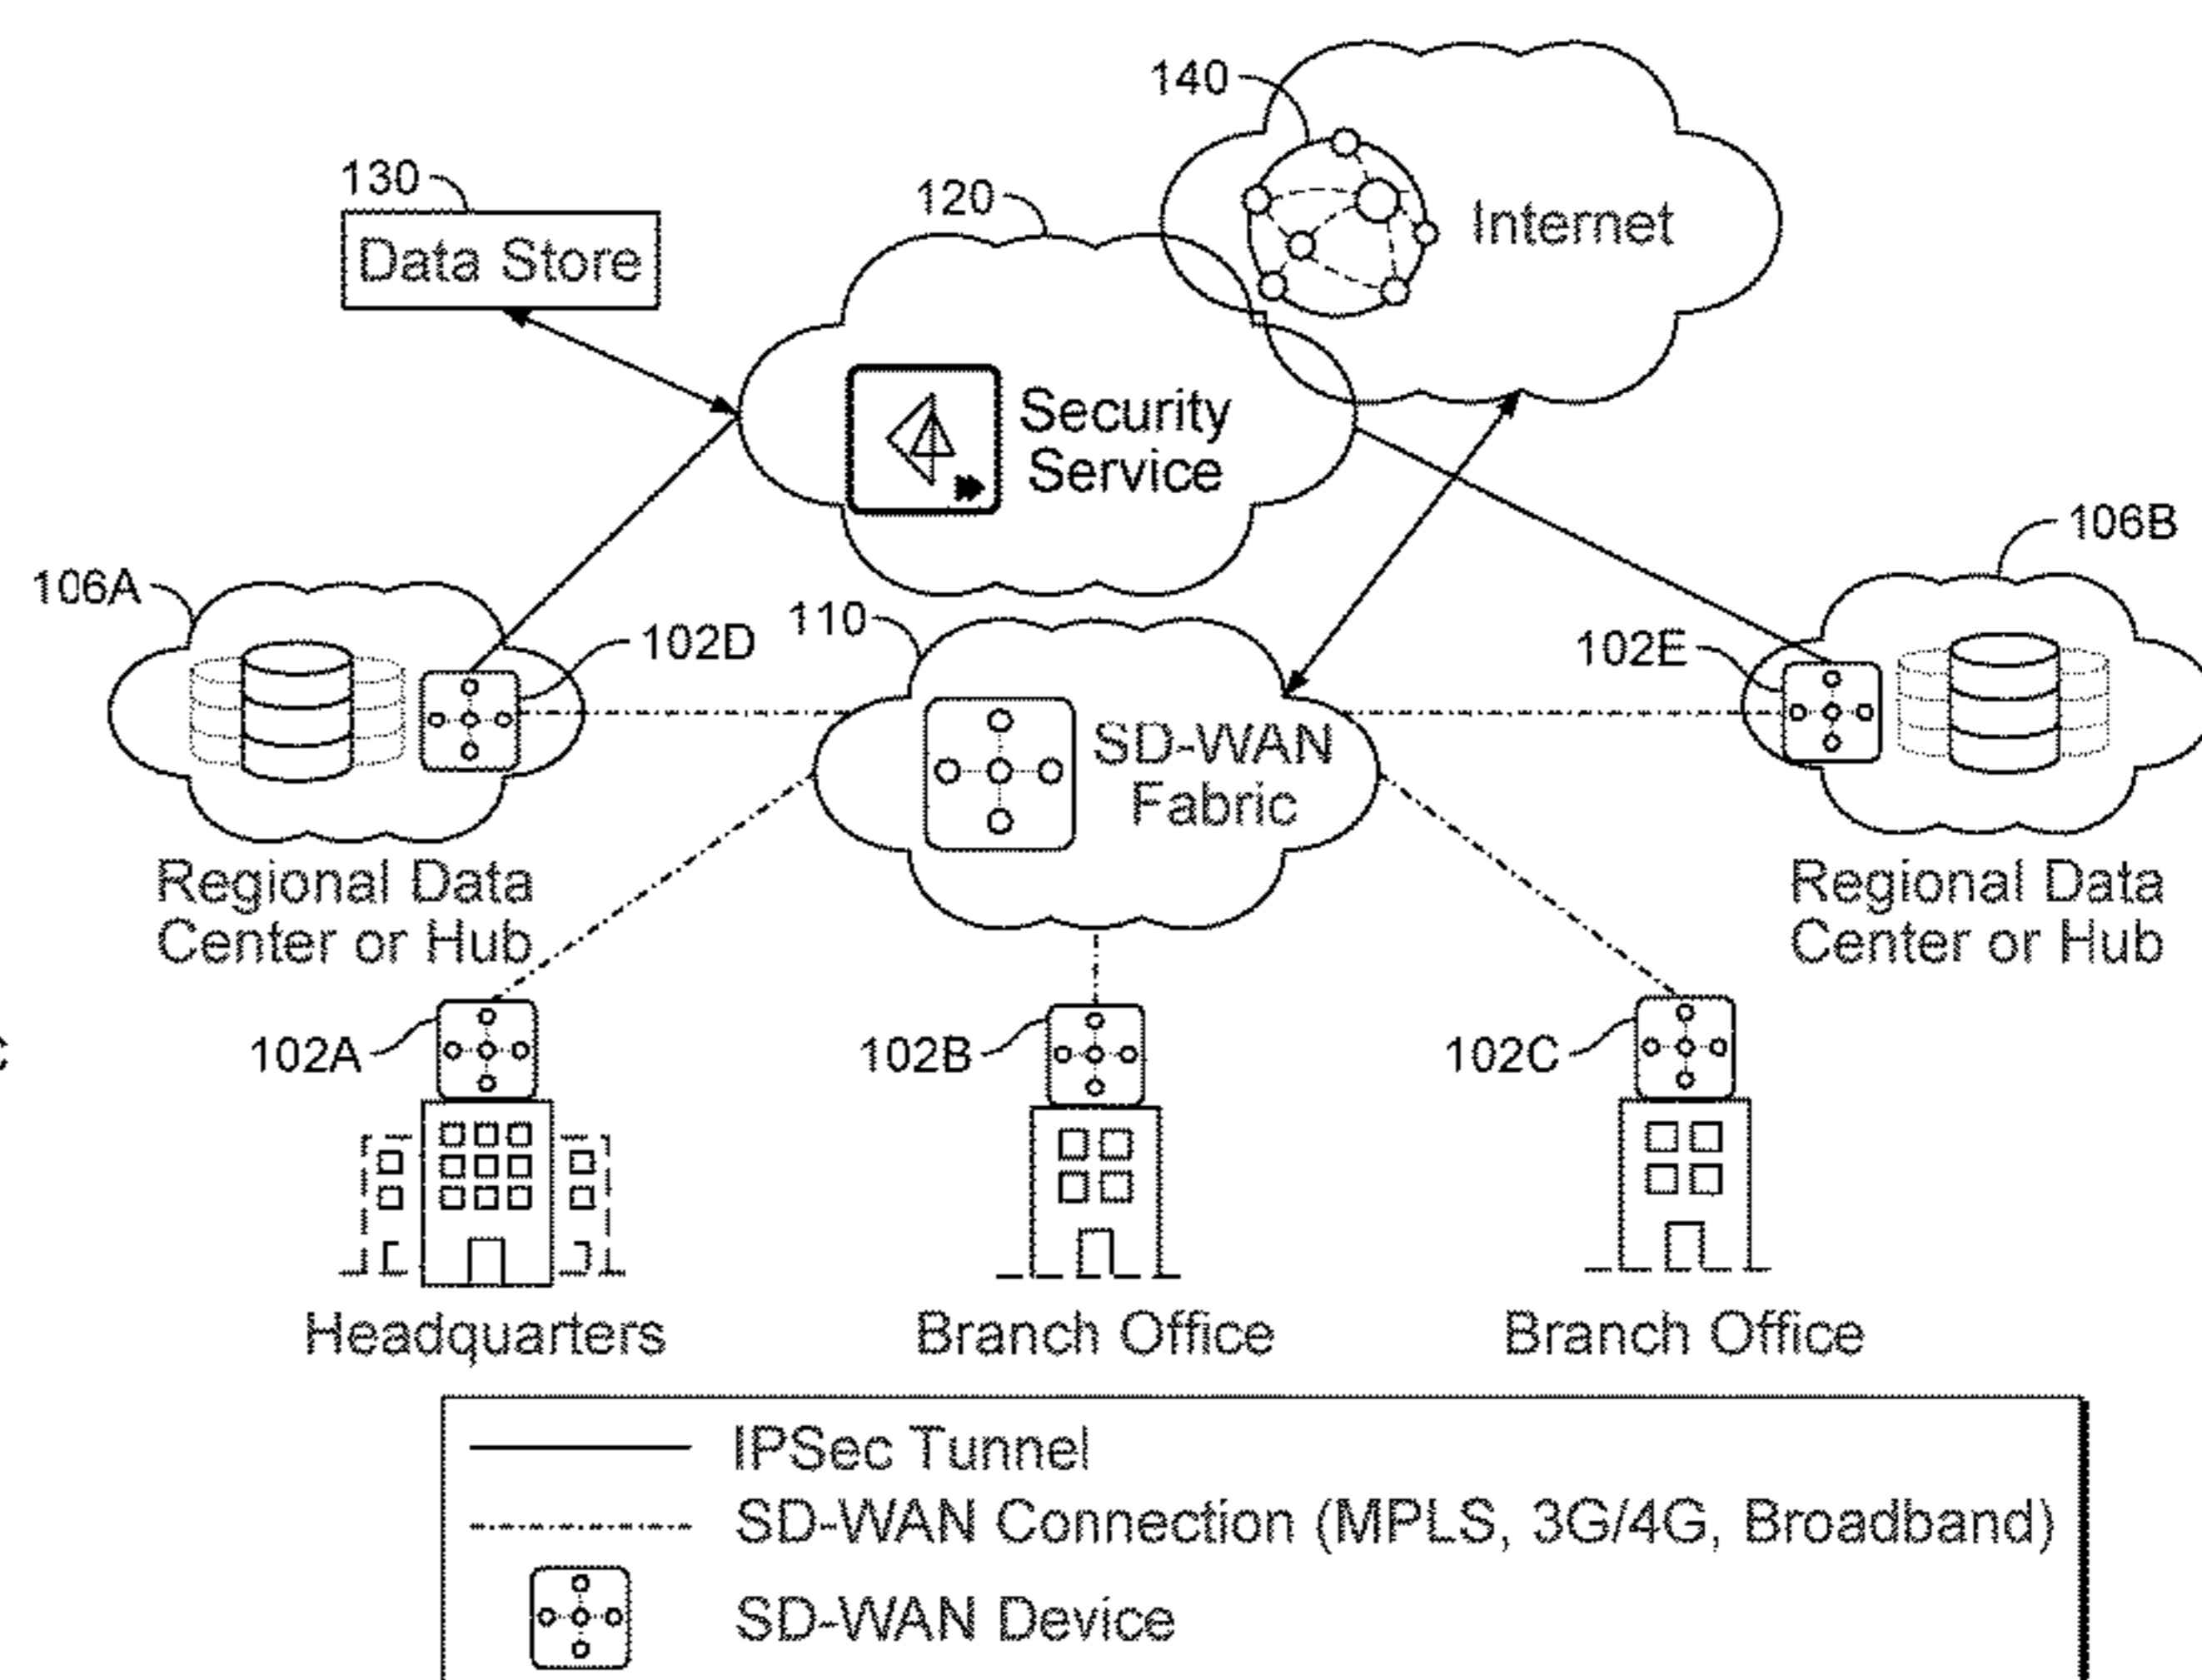 140
130
120
Data Store
Internet
Security
Service
106B
106A
102D
110
102E
SD-WAN
Fabric
Regional Data
Center or Hub
Regional Data
Center or Hub
102A
102B
102C
Headquarters
Branch Office
Branch Office
IPSec Tunnel
SD-WAN Connection (MPLS, 3G/4G, Broadband)
SD-WAN Device